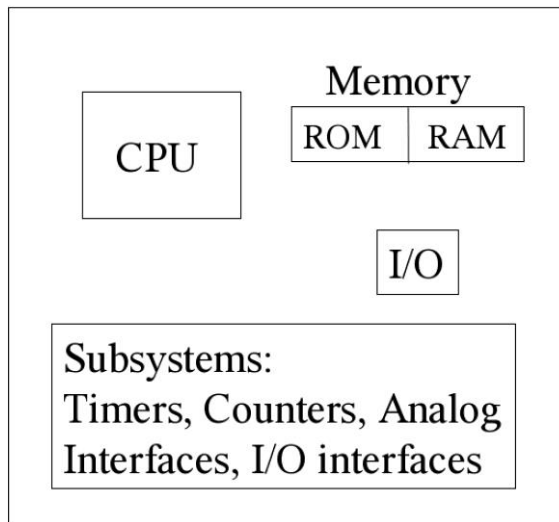 Memory
CPU
ROM RAM
I/O
Subsystems:
Timers, Counters, Analog
Interfaces, I/O interfaces